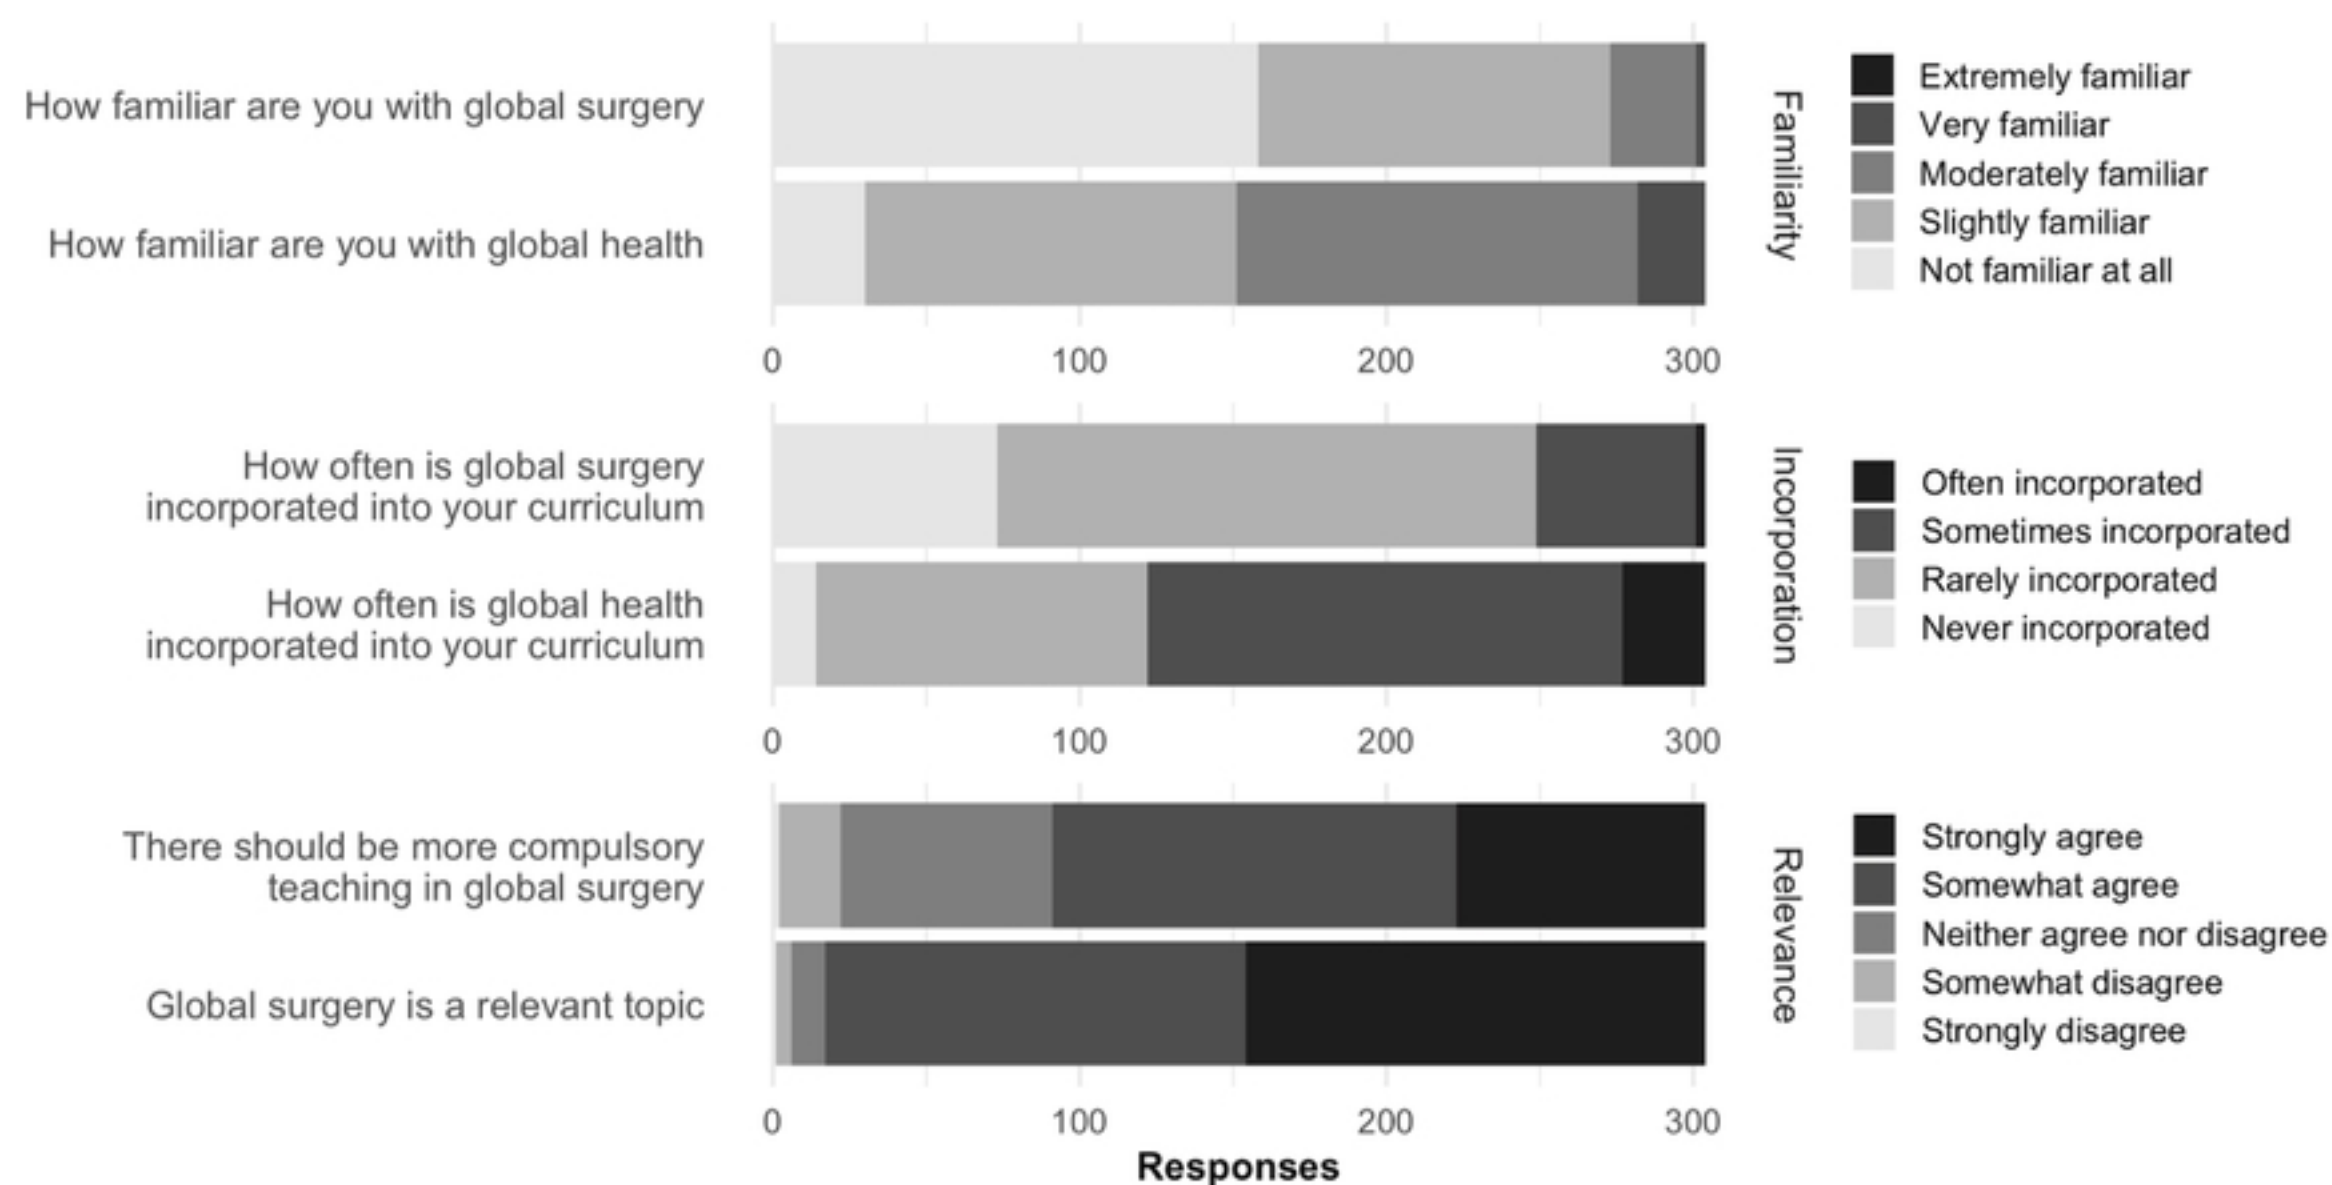 How familiar are you with global surgery
How familiar are you with global health
0 100 200 300
Familiarity
Extremely familiar
Very familiar
Moderately familiar
Slightly familiar
Not familiar at all
How often is global surgery
incorporated into your curriculum
How often is global health
incorporated into your curriculum
0 100 200 300
Incorporation
Often incorporated
Sometimes incorporated
Rarely incorporated
Never incorporated
There should be more compulsory
teaching in global surgery
Global surgery is a relevant topic
0 100 200 300
Responses
Relevance
Strongly agree
Somewhat agree
Neither agree nor disagree
Somewhat disagree
Strongly disagree